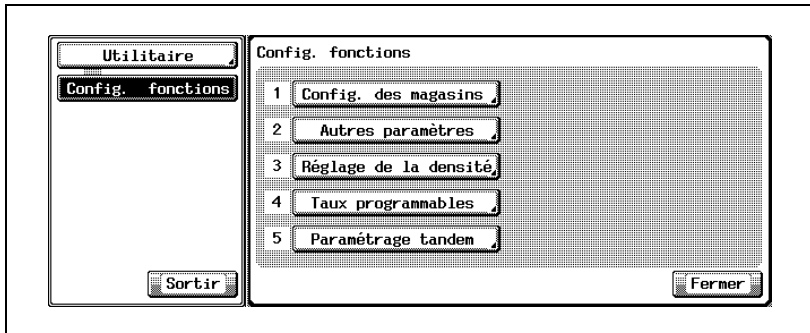 Utilitaire
Config. fonctions
Sortir
Config. fonctions
1 Config. des magasins
2 Autres paramètres
3 Réglage de la densité
4 Taux programmables
5 Paramétrage tandem
Fermer